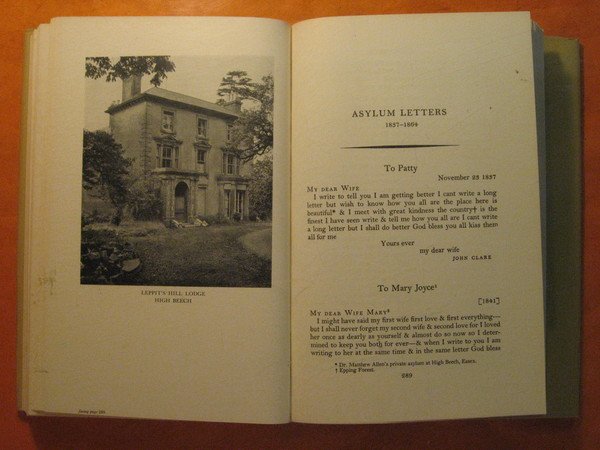 LEPPIT'S HILL LODGE
HIGH BEECH
facing page 289
ASYLUM LETTERS
1837–1864
To Patty
November 23 1837
MY DEAR WIFE
I write to tell you I am getting better I cant write a long
letter but wish to know how you all are the place here is
beautiful* & I meet with great kindness the country† is the
finest I have seen write & tell me how you all are I cant write
a long letter but I shall do better God bless you all kiss them
all for me
Yours ever
my dear wife
JOHN CLARE
To Mary Joyce¹
[1841]
MY DEAR WIFE MARY²
I might have said my first wife first love & first everything—
but I shall never forget my second wife & second love for I loved
her once as dearly as yourself & almost do so now so I deter-
mined to keep you both for ever—& when I write to you I am
writing to her at the same time & in the same letter God bless
* Dr. Matthew Allen's private asylum at High Beech, Essex.
† Epping Forest.
289